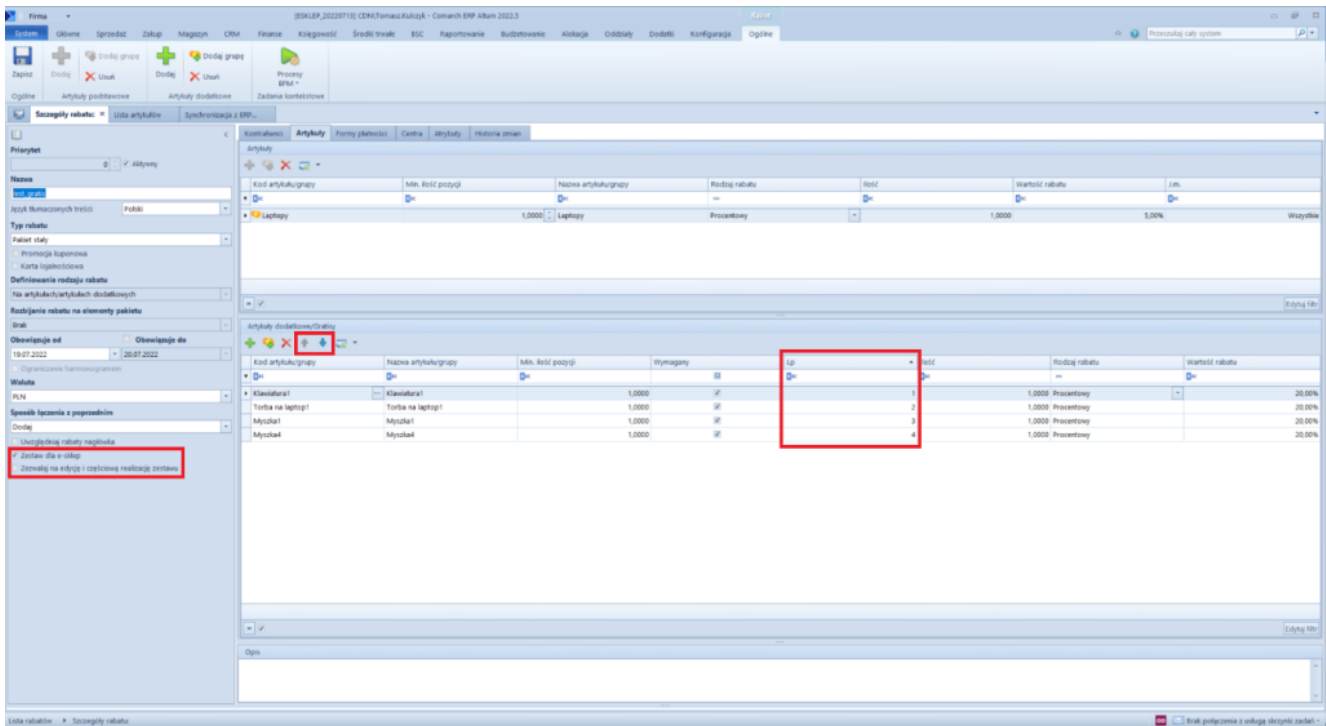 Firma
[ESKLEP_20220713] CDN\Tomasz.Kulczyk - Comarch ERP Altum 2022.5
Rabat
System Główne Sprzedaż Zakup Magazyn CRM Finanse Księgowość Środki trwałe BSC Raportowanie Budżetowanie Alokacja Oddziały Dodatki Konfiguracja Ogólne
Przeszukaj cały system
Zapisz Dodaj Dodaj grupę Usuń Dodaj Dodaj grupę Usuń Procesy BPM
Ogólne Artykuły podstawowe Artykuły dodatkowe Zadania kontekstowe
Szczegóły rabatu: Lista artykułów Synchronizacja z ERP...
Priorytet
0 Aktywny
Nazwa
test_gratis
Język tłumaczonych treści Polski
Typ rabatu
Pakiet stały
Promocja kuponowa
Karta lojalnościowa
Definiowanie rodzaju rabatu
Na artykułach/artykułach dodatkowych
Rozbijanie rabatu na elementy pakietu
Brak
Obowiązuje od Obowiązuje do
19.07.2022 20.07.2022
Ograniczanie harmonogramem
Waluta
PLN
Sposób łączenia z poprzednim
Dodaj
Uwzględniaj rabaty nagłówka
Zestaw dla e-sklep
Zezwalaj na edycję i częściową realizację zestawu
Kontrahenci Artykuły Formy płatności Centra Atrybuty Historia zmian
Artykuły
Kod artykułu/grupy Min. ilość pozycji Nazwa artykułu/grupy Rodzaj rabatu Ilość Wartość rabatu J.m.
Laptopy 1,0000 Laptopy Procentowy 1,0000 5,00% Wszystkie
Edytuj filtr
Artykuły dodatkowe/Gratisy
Kod artykułu/grupy Nazwa artykułu/grupy Min. ilość pozycji Wymagany Lp Ilość Rodzaj rabatu Wartość rabatu
Klawiatura1 Klawiatura1 1,0000 1 1,0000 Procentowy 20,00%
Torba na laptop1 Torba na laptop1 1,0000 2 1,0000 Procentowy 20,00%
Myszka1 Myszka1 1,0000 3 1,0000 Procentowy 20,00%
Myszka4 Myszka4 1,0000 4 1,0000 Procentowy 20,00%
Edytuj filtr
Opis
Lista rabatów Szczegóły rabatu:
Brak połączenia z usługą skrzynki zadań